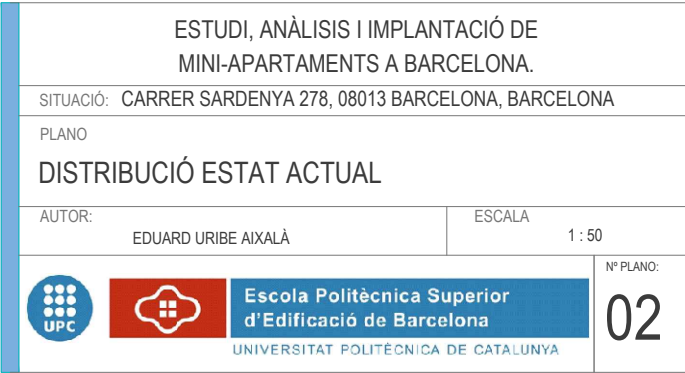 ESTUDI, ANÀLISIS I IMPLANTACIÓ DE
MINI-APARTAMENTS A BARCELONA.
SITUACIÓ: CARRER SARDENYA 278, 08013 BARCELONA, BARCELONA
PLANO
DISTRIBUCIÓ ESTAT ACTUAL
AUTOR:
EDUARD URIBE AIXALÀ
ESCALA
1 : 50
UPC
Escola Politècnica Superior
d'Edificació de Barcelona
UNIVERSITAT POLITÈCNICA DE CATALUNYA
Nº PLANO:
02